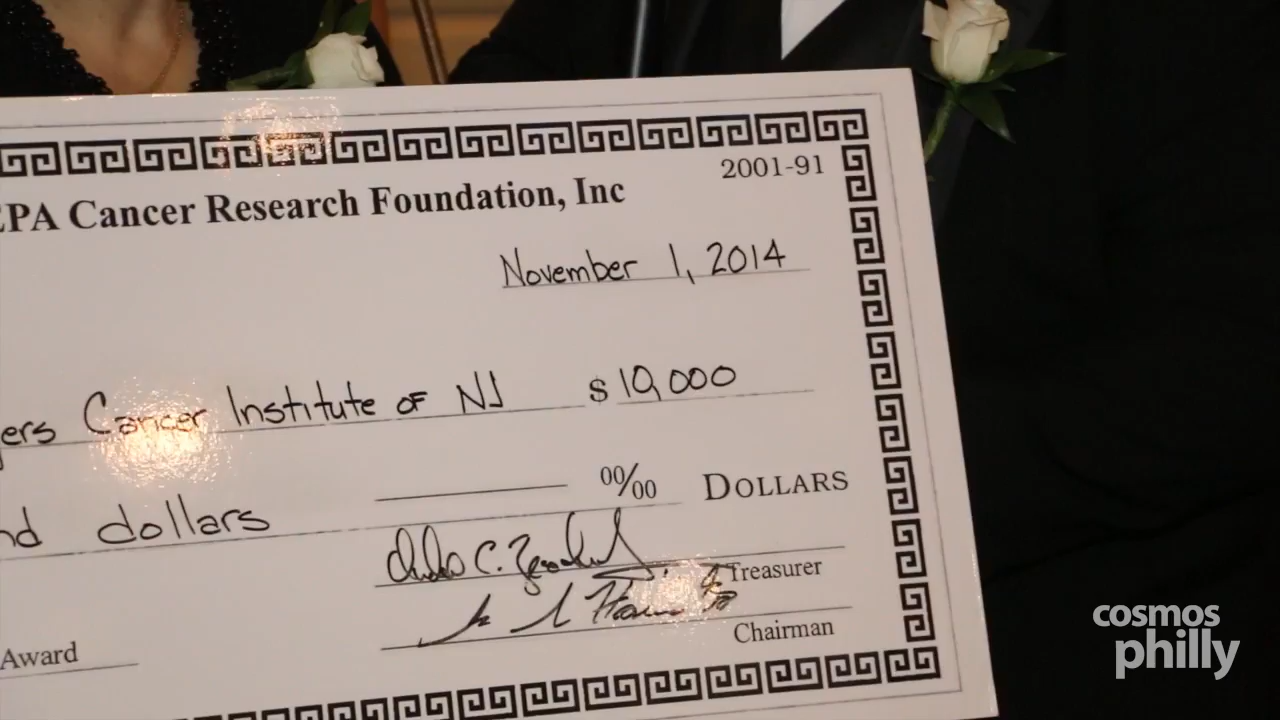 EPA Cancer Research Foundation, Inc
2001-91
November 1, 2014
ers Cancer Institute of NJ $ 10,000
nd dollars 00/00 DOLLARS
Treasurer
Chairman
Award
cosmos
philly